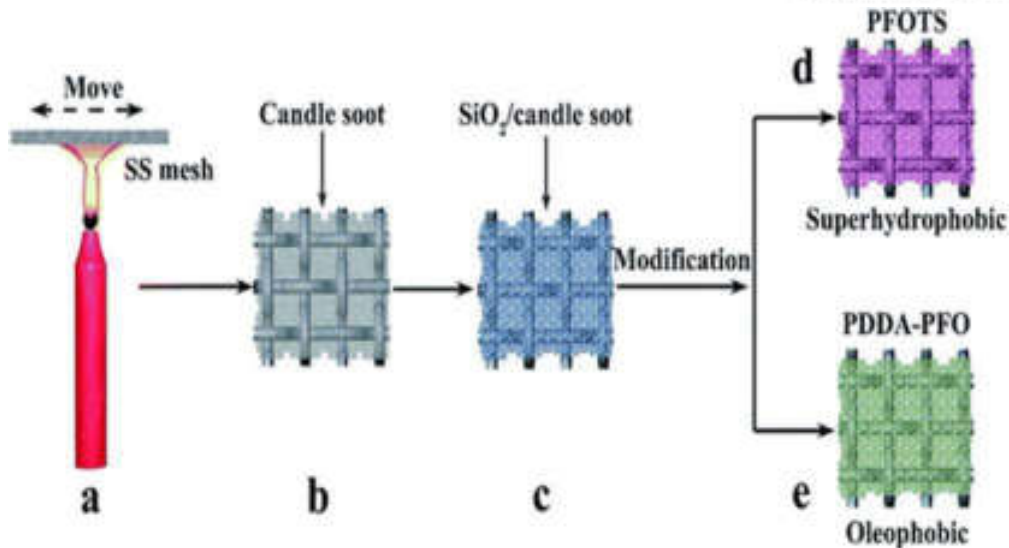 Move
SS mesh
Candle soot
SiO₂/candle soot
Modification
PFOTS
Superhydrophobic
PDDA-PFO
Oleophobic
a
b
c
d
e